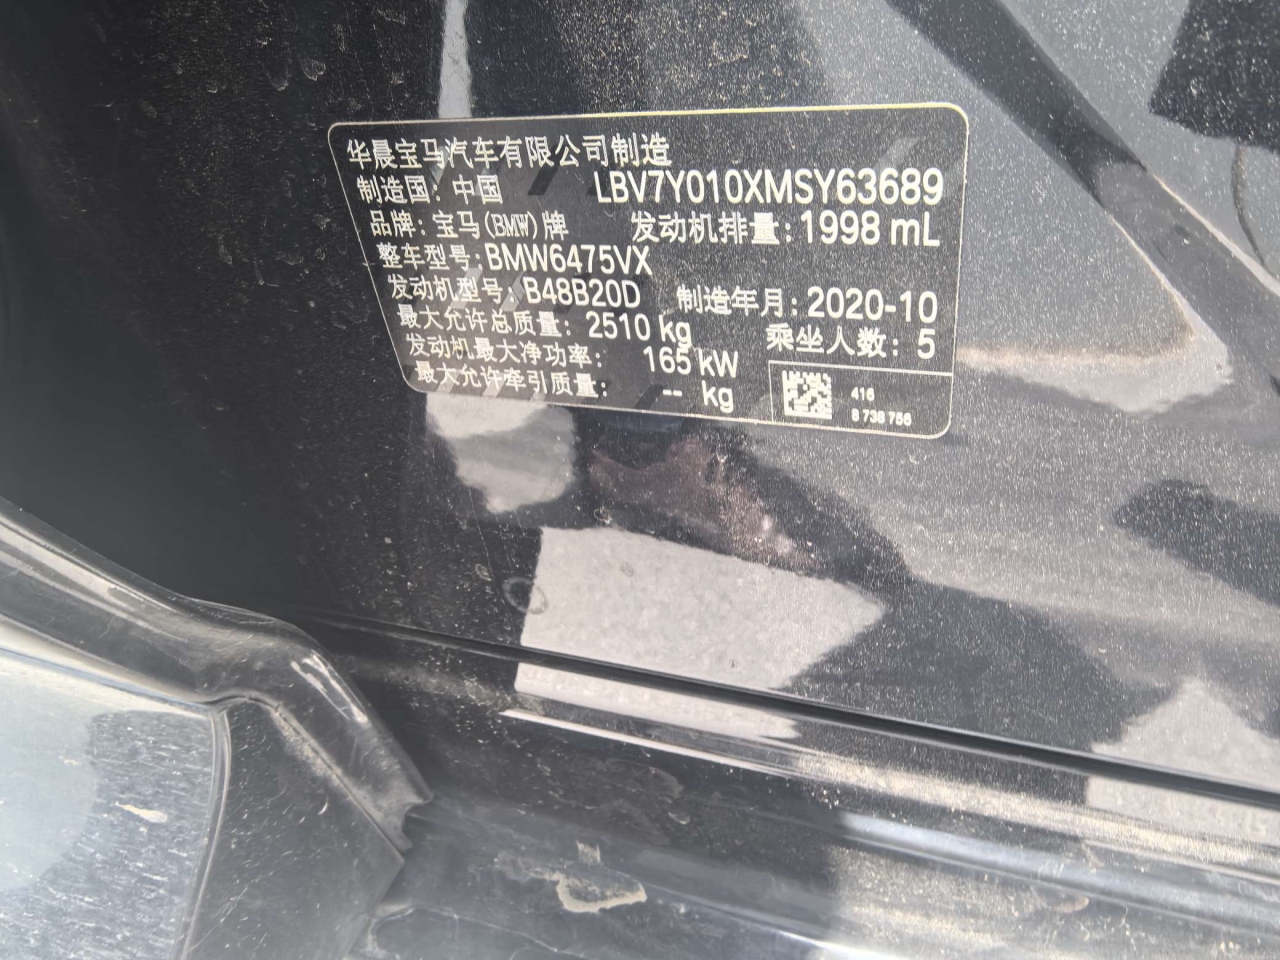 华晨宝马汽车有限公司制造
制造国：中国 LBV7Y010XMSY63689
品牌：宝马(BMW)牌 发动机排量：1998 mL
整车型号：BMW6475VX
发动机型号：B48B20D 制造年月：2020-10
最大允许总质量：2510 kg 乘坐人数：5
发动机最大净功率：165 kW
最大允许牵引质量：-- kg
416
8 738 756